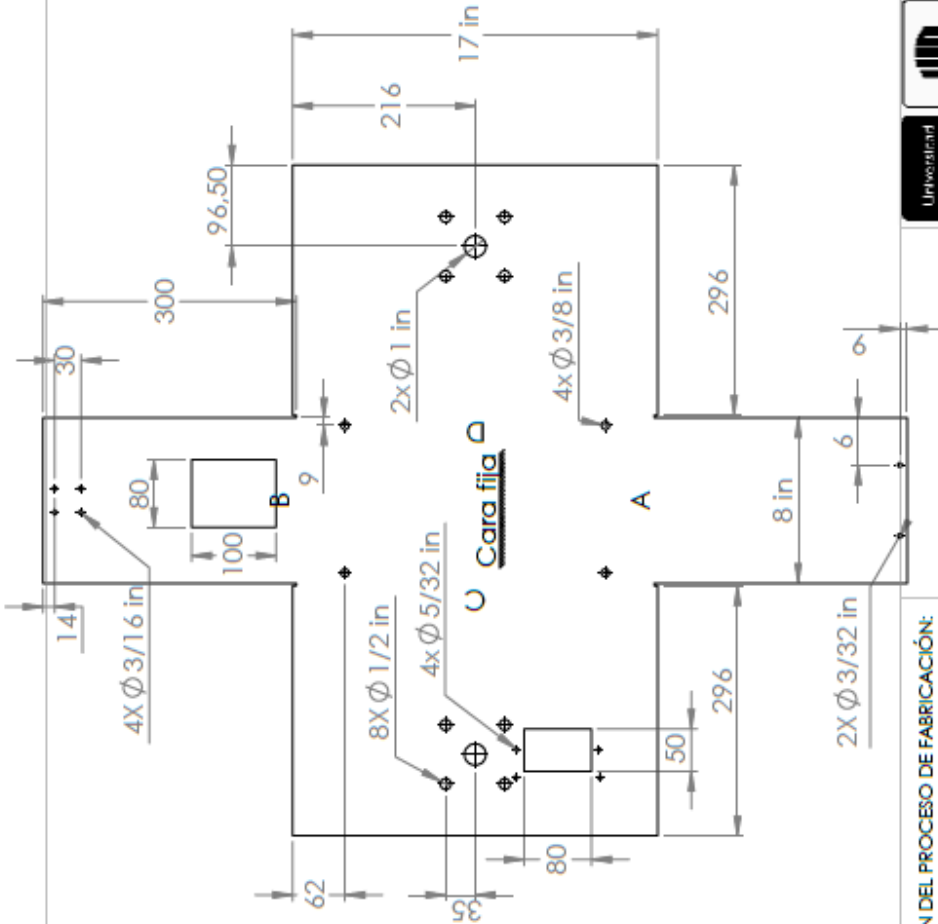 17 in
216
96,50
300
30
2x Ø 1 in
80
B
9
100
14
4X Ø 3/16 in
4x Ø 3/8 in
296
D
Cara fija
C
A
8X Ø 1/2 in
4x Ø 5/32 in
6
6
8 in
62
35
80
50
296
2X Ø 3/32 in
N DEL PROCESO DE FABRICACIÓN:
Universidad